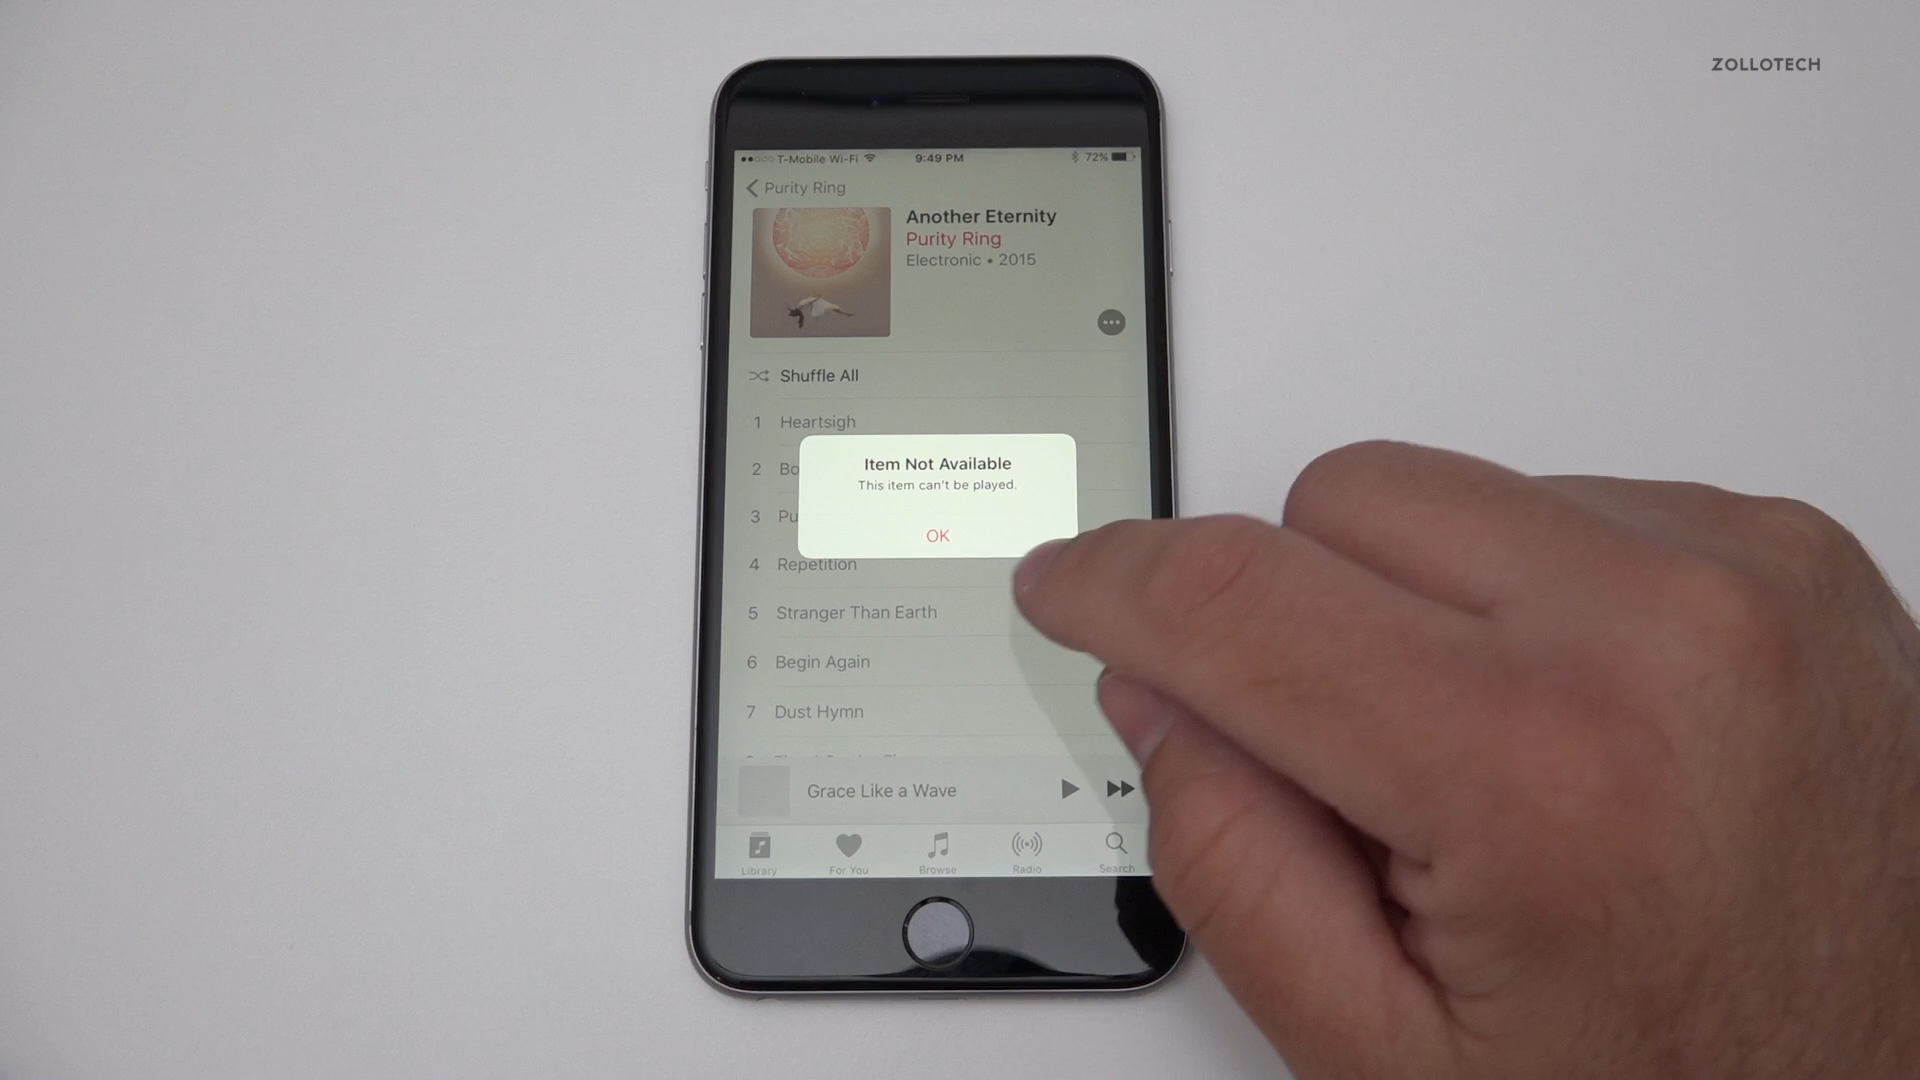 ZOLLOTECH
T-Mobile Wi-Fi 9:49 PM 72%
Purity Ring
Another Eternity
Purity Ring
Electronic • 2015
Shuffle All
1 Heartsigh
2 Bo
3 Pu
Item Not Available
This item can't be played.
OK
4 Repetition
5 Stranger Than Earth
6 Begin Again
7 Dust Hymn
Grace Like a Wave
Library For You Browse Radio Search